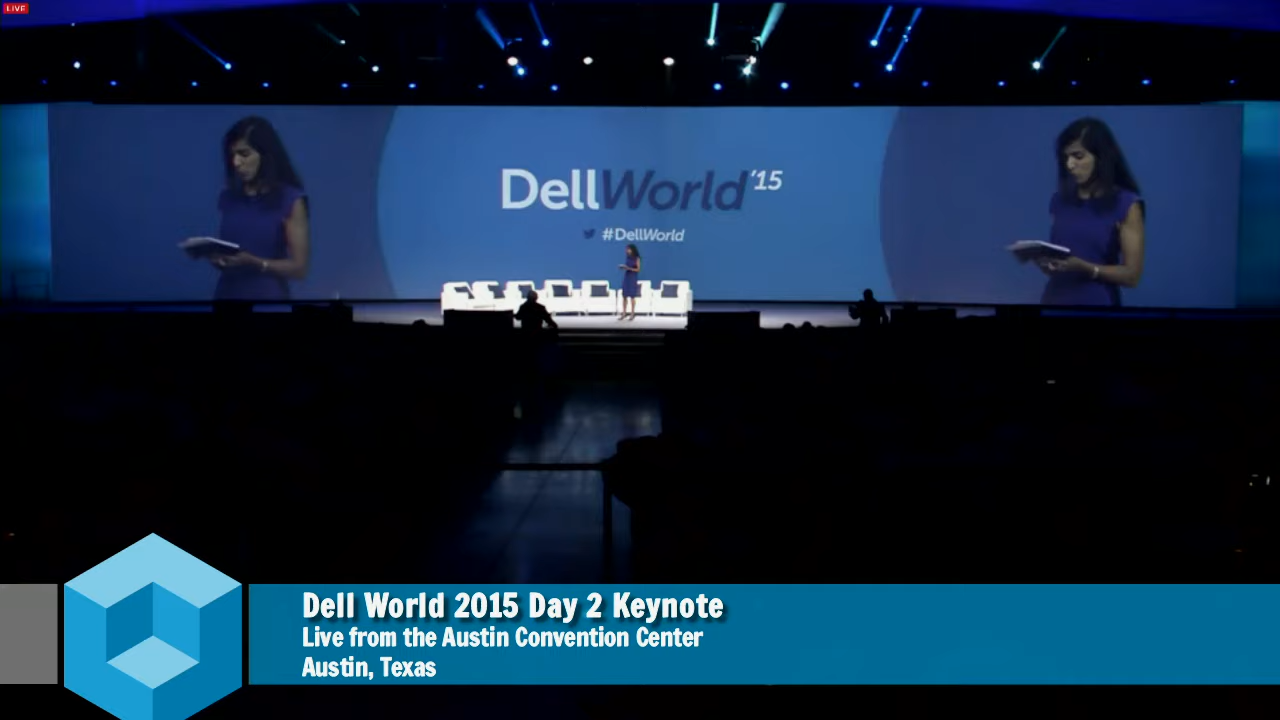 LIVE
DellWorld '15
#DellWorld
Dell World 2015 Day 2 Keynote
Live from the Austin Convention Center
Austin, Texas